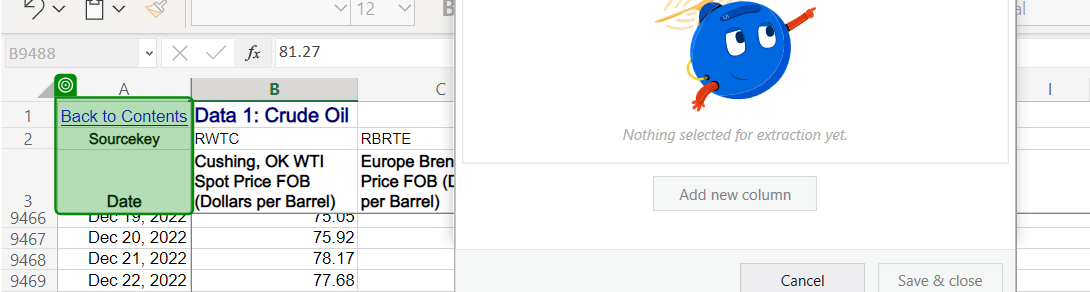 12 B al
B9488 fx 81.27
A B C I
1 Back to Contents Data 1: Crude Oil
2 Sourcekey RWTC RBRTE
Cushing, OK WTI Europe Bren
Spot Price FOB Price FOB (D
3 Date (Dollars per Barrel) per Barrel)
9466 Dec 19, 2022 75.05
9467 Dec 20, 2022 75.92
9468 Dec 21, 2022 78.17
9469 Dec 22, 2022 77.68
Nothing selected for extraction yet.
Add new column
Cancel Save & close